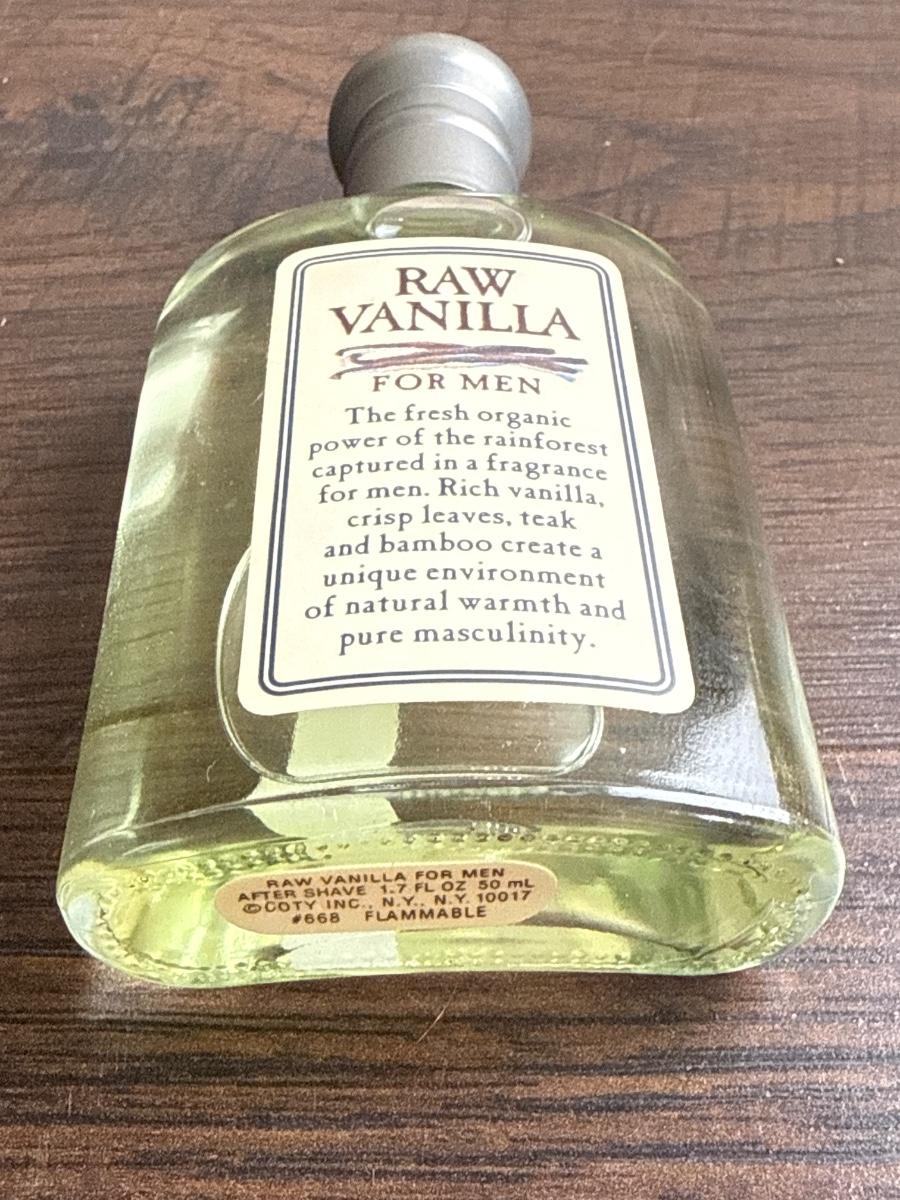 RAW
VANILLA
FOR MEN
The fresh organic
power of the rainforest
captured in a fragrance
for men. Rich vanilla,
crisp leaves, teak
and bamboo create a
unique environment
of natural warmth and
pure masculinity.
RAW VANILLA FOR MEN
AFTER SHAVE 1.7 FL OZ 50 mL
©COTY INC., N.Y., N.Y. 10017
#668 FLAMMABLE